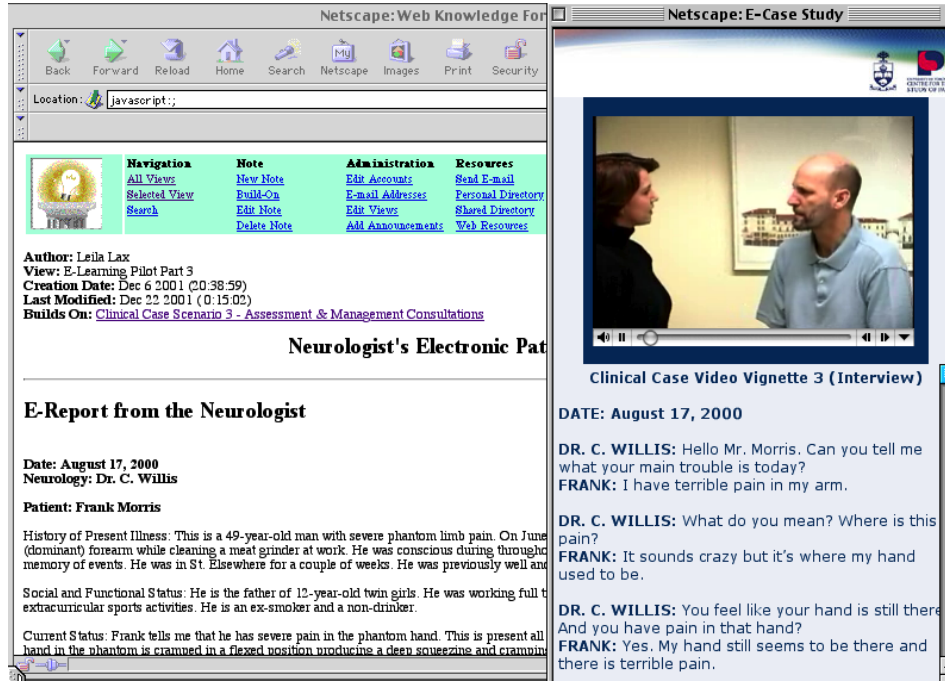 Netscape: Web Knowledge For
Back Forward Reload Home Search Netscape Images Print Security
My
Location: javascript:;
Navigation Note Administration Resources
All Views New Note Edit Accounts Send E-mail
Selected View Build-On E-mail Addresses Personal Directory
Search Edit Note Edit Views Shared Directory
Delete Note Add Announcements Web Resources
Author: Leila Lax
View: E-Learning Pilot Part 3
Creation Date: Dec 6 2001 (20:38:59)
Last Modified: Dec 22 2001 ( 0:15:02)
Builds On: Clinical Case Scenario 3 - Assessment & Management Consultations
Neurologist's Electronic Pat
E-Report from the Neurologist
Date: August 17, 2000
Neurology: Dr. C. Willis
Patient: Frank Morris
History of Present Illness: This is a 49-year-old man with severe phantom limb pain. On June
(dominant) forearm while cleaning a meat grinder at work. He was conscious during througho
memory of events. He was in St. Elsewhere for a couple of weeks. He was previously well and
Social and Functional Status: He is the father of 12-year-old twin girls. He was working full t
extracurricular sports activities. He is an ex-smoker and a non-drinker.
Current Status: Frank tells me that he has severe pain in the phantom hand. This is present all
hand in the phantom is cramped in a flexed position producing a deep squeezing and cramping
Netscape: E-Case Study
Clinical Case Video Vignette 3 (Interview)
DATE: August 17, 2000
DR. C. WILLIS: Hello Mr. Morris. Can you tell me
what your main trouble is today?
FRANK: I have terrible pain in my arm.
DR. C. WILLIS: What do you mean? Where is this
pain?
FRANK: It sounds crazy but it's where my hand
used to be.
DR. C. WILLIS: You feel like your hand is still there
And you have pain in that hand?
FRANK: Yes. My hand still seems to be there and
there is terrible pain.